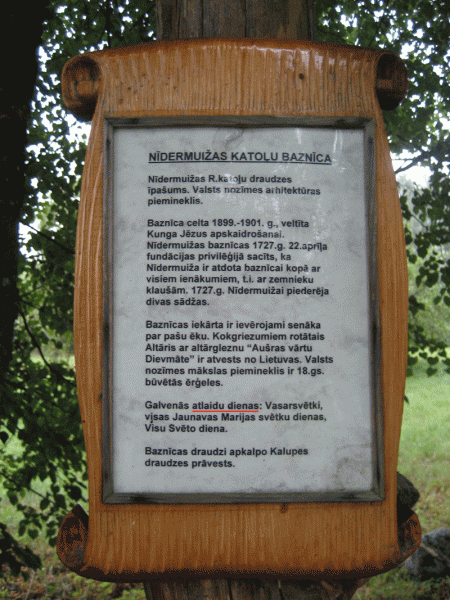 NĪDERMUIŽAS KATOĻU BAZNĪCA
Nīdermuižas R.katoļu draudzes
īpašums. Valsts nozīmes arhitektūras
piemineklis.
Baznīca celta 1899.-1901. g., veltīta
Kunga Jēzus apskaidrošanai.
Nīdermuižas baznīcas 1727.g. 22.aprīļa
fundācijas privilēģijā sacīts, ka
Nīdermuiža ir atdota baznīcai kopā ar
visiem ienākumiem, t.i. ar zemnieku
klaušām. 1727.g. Nīdermuižai piederēja
divas sādžas.
Baznīcas iekārta ir ievērojami senāka
par pašu ēku. Kokgriezumiem rotātais
Altāris ar altārgleznu "Aušras vārtu
Dievmāte" ir atvests no Lietuvas. Valsts
nozīmes mākslas piemineklis ir 18.gs.
būvētās ērģeles.
Galvenās atlaidu dienas: Vasarsvētki,
visas Jaunavas Marijas svētku dienas,
Visu Svēto diena.
Baznīcas draudzi apkalpo Kalupes
draudzes prāvests.